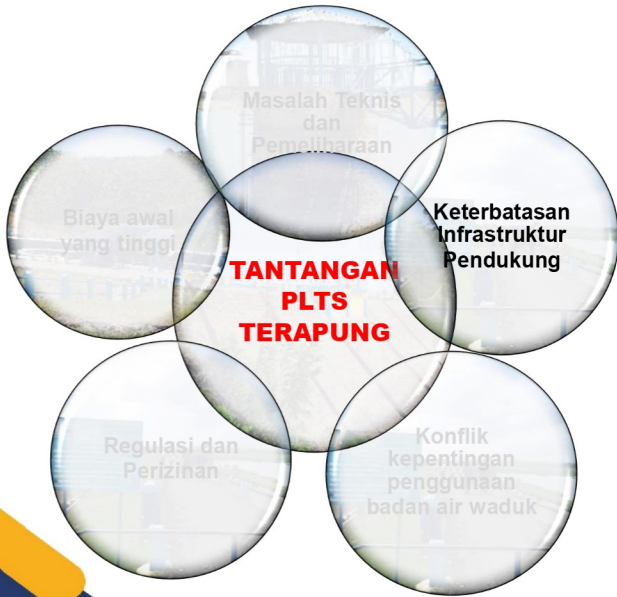 Masalah Teknis
dan
Pemelibaraan
Biaya awal
yang tinggi
Keterbatasan
Infrastruktur
Pendukung
TANTANGAN
PLTS
TERAPUNG
Regulasi dan
Perizinan
Konflik
kepentingan
penggunaan
badan air waduk